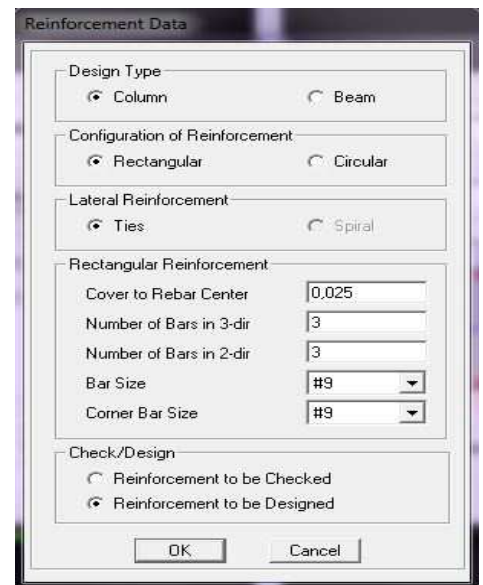 Reinforcement Data
Design Type
Column Beam
Configuration of Reinforcement
Rectangular Circular
Lateral Reinforcement
Ties Spiral
Rectangular Reinforcement
Cover to Rebar Center 0,025
Number of Bars in 3-dir 3
Number of Bars in 2-dir 3
Bar Size #9
Corner Bar Size #9
Check/Design
Reinforcement to be Checked
Reinforcement to be Designed
OK Cancel